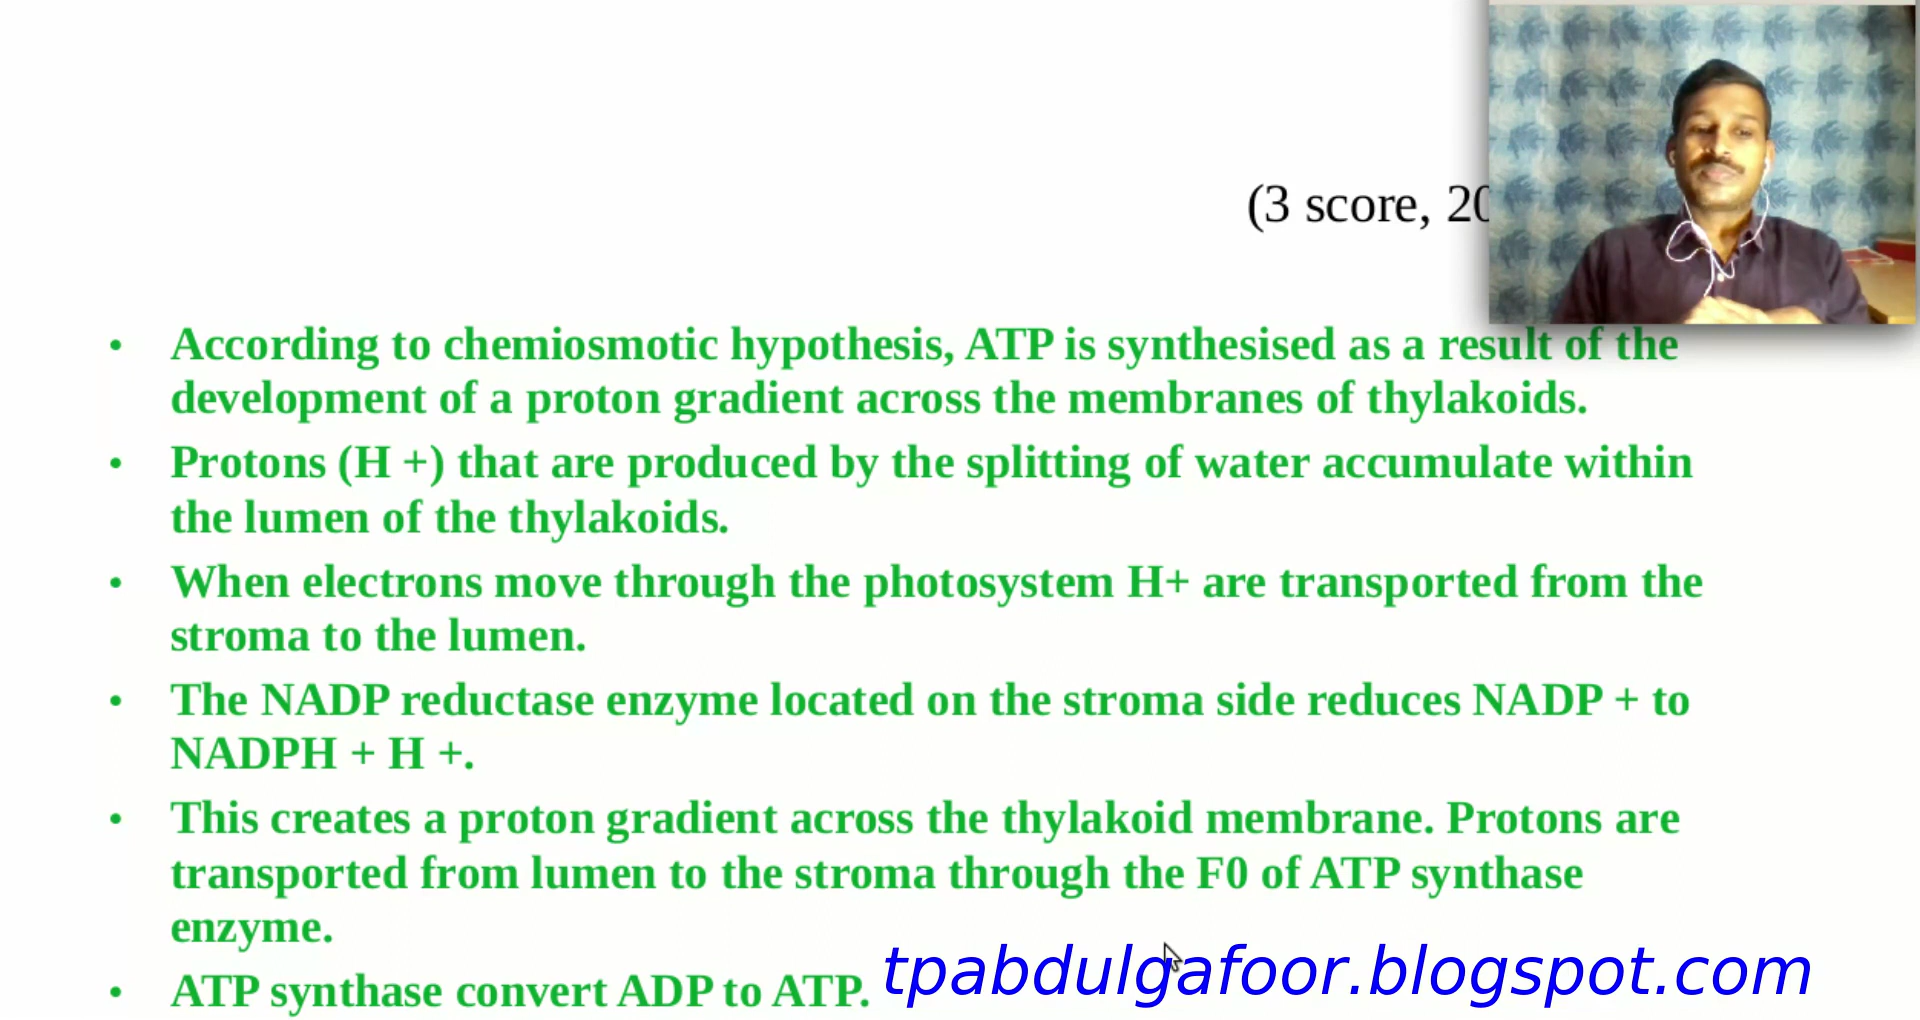 (3 score, 20
• According to chemiosmotic hypothesis, ATP is synthesised as a result of the
development of a proton gradient across the membranes of thylakoids.
• Protons (H +) that are produced by the splitting of water accumulate within
the lumen of the thylakoids.
• When electrons move through the photosystem H+ are transported from the
stroma to the lumen.
• The NADP reductase enzyme located on the stroma side reduces NADP + to
NADPH + H +.
• This creates a proton gradient across the thylakoid membrane. Protons are
transported from lumen to the stroma through the F0 of ATP synthase
enzyme.
• ATP synthase convert ADP to ATP.
tpabdulgafoor.blogspot.com